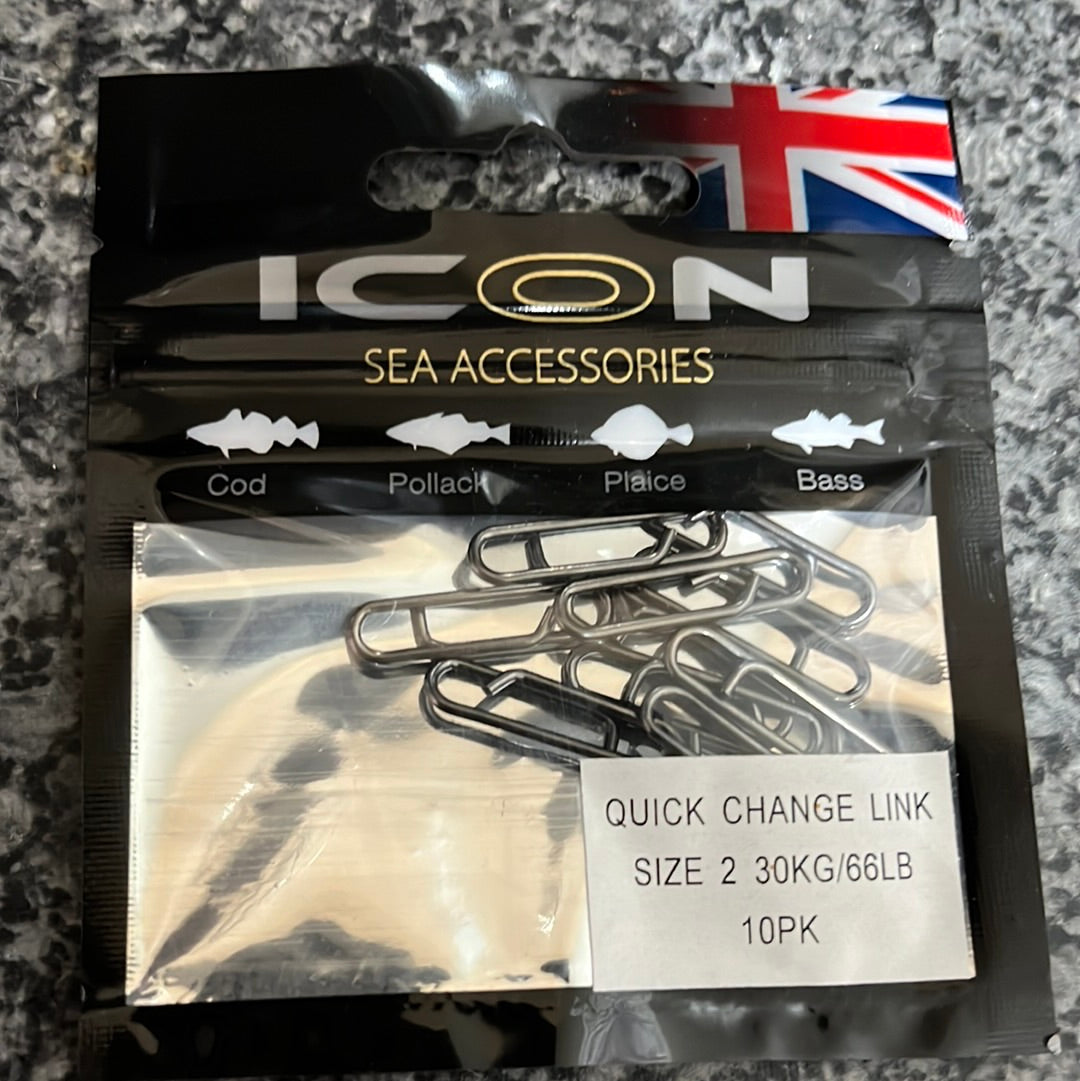 ICON
SEA ACCESSORIES
Cod Pollack Plaice Bass
QUICK CHANGE LINK
SIZE 2 30KG/66LB
10PK